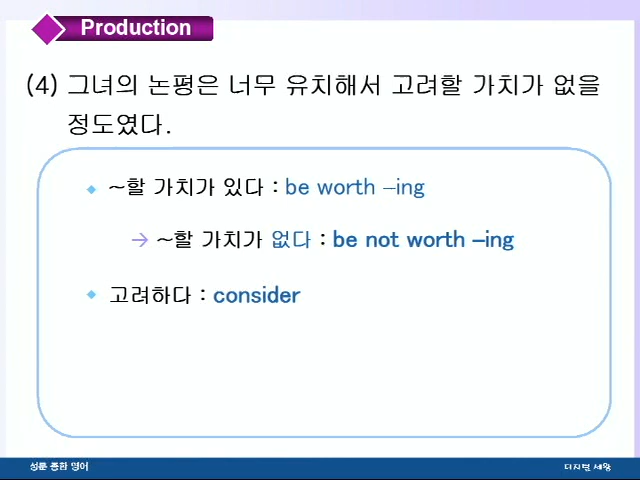 Production
(4) 그녀의 논평은 너무 유치해서 고려할 가치가 없을
정도였다.
~할 가치가 있다 : be worth –ing
→ ~할 가치가 없다 : be not worth –ing
고려하다 : consider
성문 종합 영어
디지털 세왕